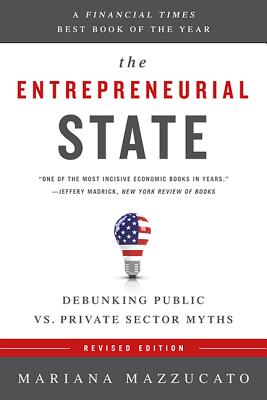 A FINANCIAL TIMES
BEST BOOK OF THE YEAR
the
ENTREPRENEURIAL
STATE
"ONE OF THE MOST INCISIVE ECONOMIC BOOKS IN YEARS."
—JEFFERY MADRICK, NEW YORK REVIEW OF BOOKS
DEBUNKING PUBLIC
VS. PRIVATE SECTOR MYTHS
REVISED EDITION
MARIANA MAZZUCATO